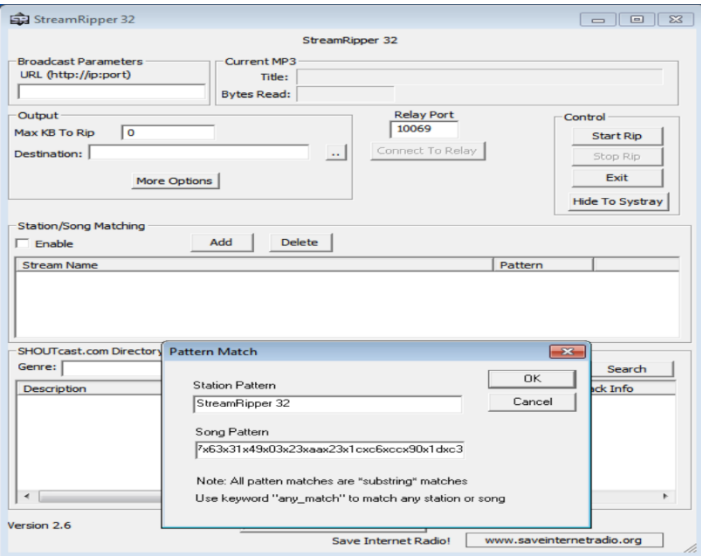 StreamRipper 32
StreamRipper 32
Broadcast Parameters
URL (http://ip:port)
Current MP3
Title:
Bytes Read:
Output
Max KB To Rip 0
Destination: ..
More Options
Relay Port
10069
Connect To Relay
Control
Start Rip
Stop Rip
Exit
Hide To Systray
Station/Song Matching
Enable Add Delete
Stream Name Pattern
SHOUTcast.com Directory
Genre: Search
Description ack Info
Pattern Match
Station Pattern
StreamRipper 32
OK
Cancel
Song Pattern
7x63x31x49x03x23xaax23x1cxc6xccx90x1dxc3
Note: All patten matches are "substring" matches
Use keyword "any_match" to match any station or song
Version 2.6
Save Internet Radio! www.saveinternetradio.org